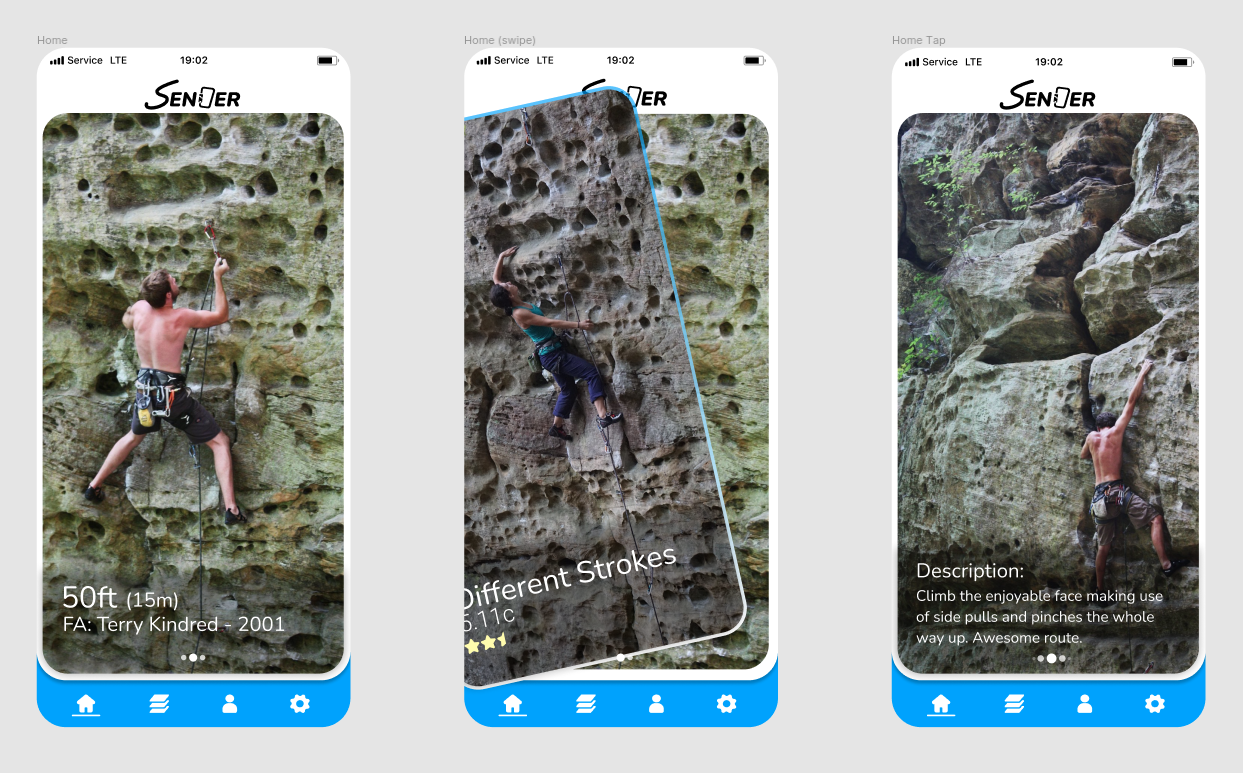 Home
Service LTE
19:02
SENDER
50ft (15m)
FA: Terry Kindred - 2001
Home (swipe)
Service LTE
19:02
SENDER
Different Strokes
5.11c
Home Tap
Service LTE
19:02
SENDER
Description:
Climb the enjoyable face making use
of side pulls and pinches the whole
way up. Awesome route.